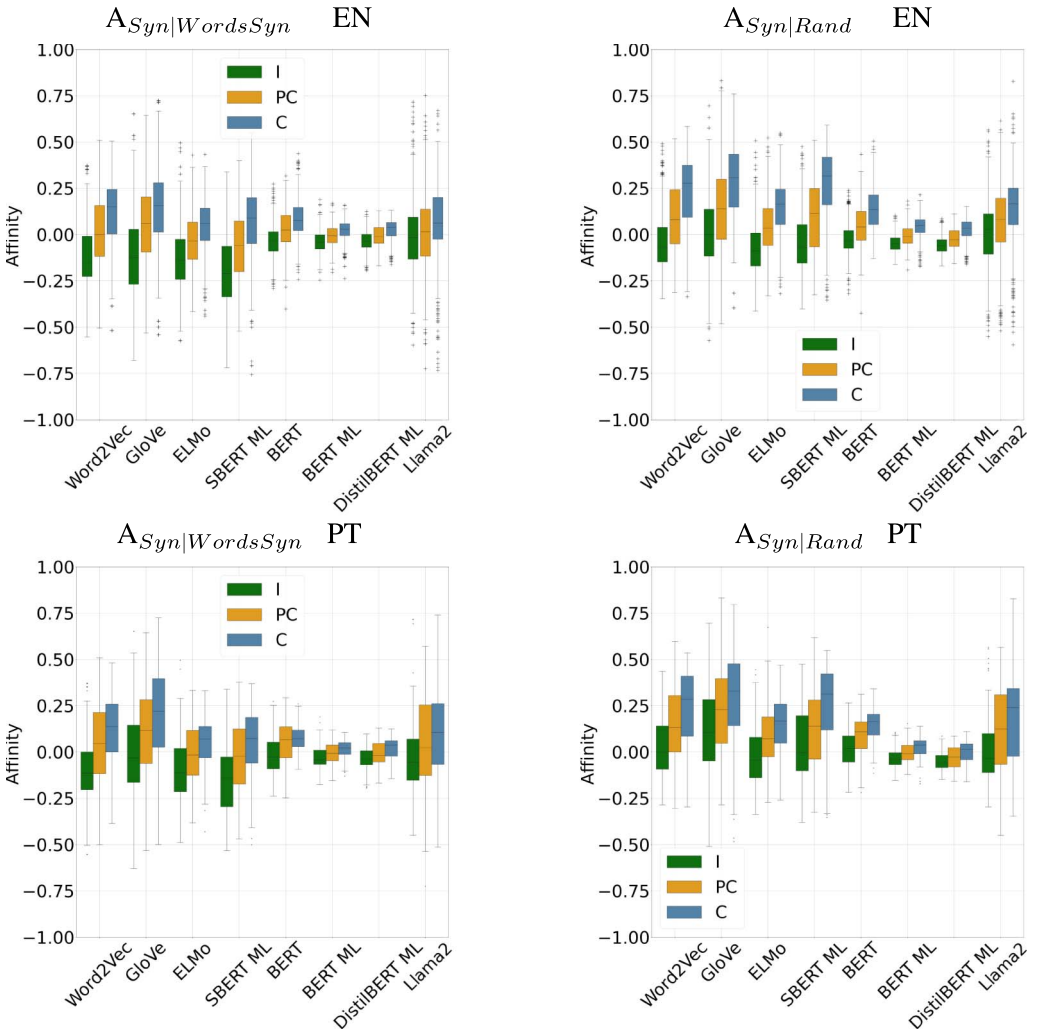 A_{Syn|WordsSyn} EN
1.00
0.75
0.50
0.25
0.00
−0.25
−0.50
−0.75
−1.00
Affinity
I
PC
C
Word2Vec
GloVe
ELMo
SBERT ML
BERT
BERT ML
DistilBERT ML
Llama2
A_{Syn|Rand} EN
1.00
0.75
0.50
0.25
0.00
−0.25
−0.50
−0.75
−1.00
Affinity
I
PC
C
Word2Vec
GloVe
ELMo
SBERT ML
BERT
BERT ML
DistilBERT ML
Llama2
A_{Syn|WordsSyn} PT
1.00
0.75
0.50
0.25
0.00
−0.25
−0.50
−0.75
−1.00
Affinity
I
PC
C
Word2Vec
GloVe
ELMo
SBERT ML
BERT
BERT ML
DistilBERT ML
Llama2
A_{Syn|Rand} PT
1.00
0.75
0.50
0.25
0.00
−0.25
−0.50
−0.75
−1.00
Affinity
I
PC
C
Word2Vec
GloVe
ELMo
SBERT ML
BERT
BERT ML
DistilBERT ML
Llama2